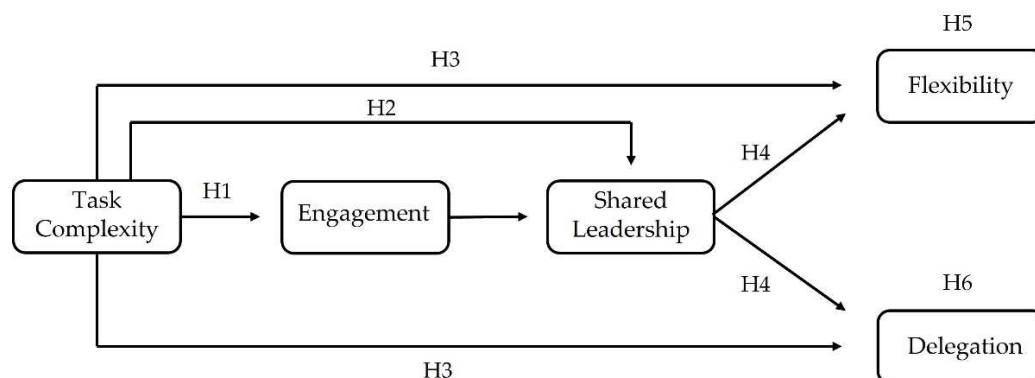 H5
H3
Flexibility
H2
H4
H1
Task
Complexity
Engagement
Shared
Leadership
H4
H6
Delegation
H3